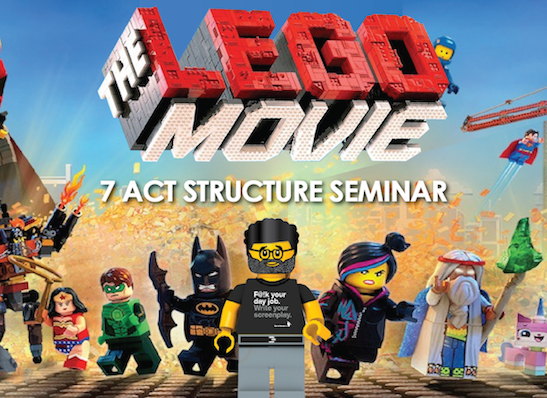 THE LEGO
MOVIE
7 ACT STRUCTURE SEMINAR
F@!k your
day job.
Write your
screenplay.